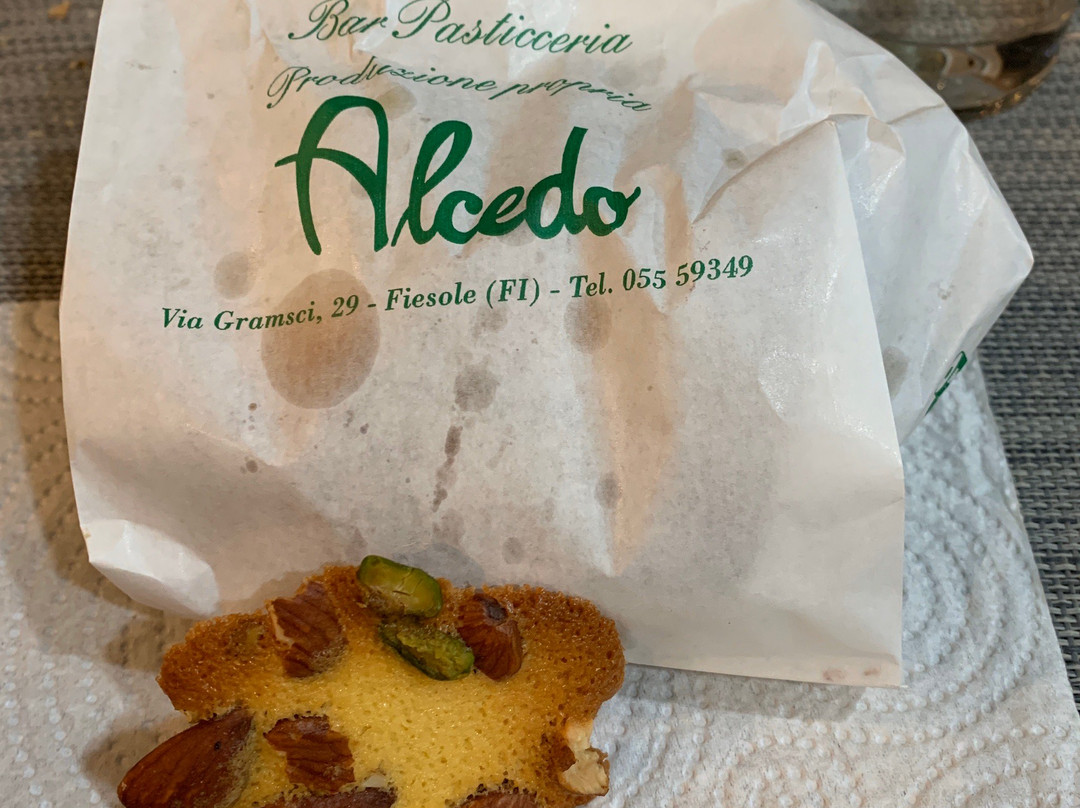 Bar Pasticceria
Produzione propria
Alcedo
Via Gramsci, 29 - Fiesole (FI) - Tel. 055 59349